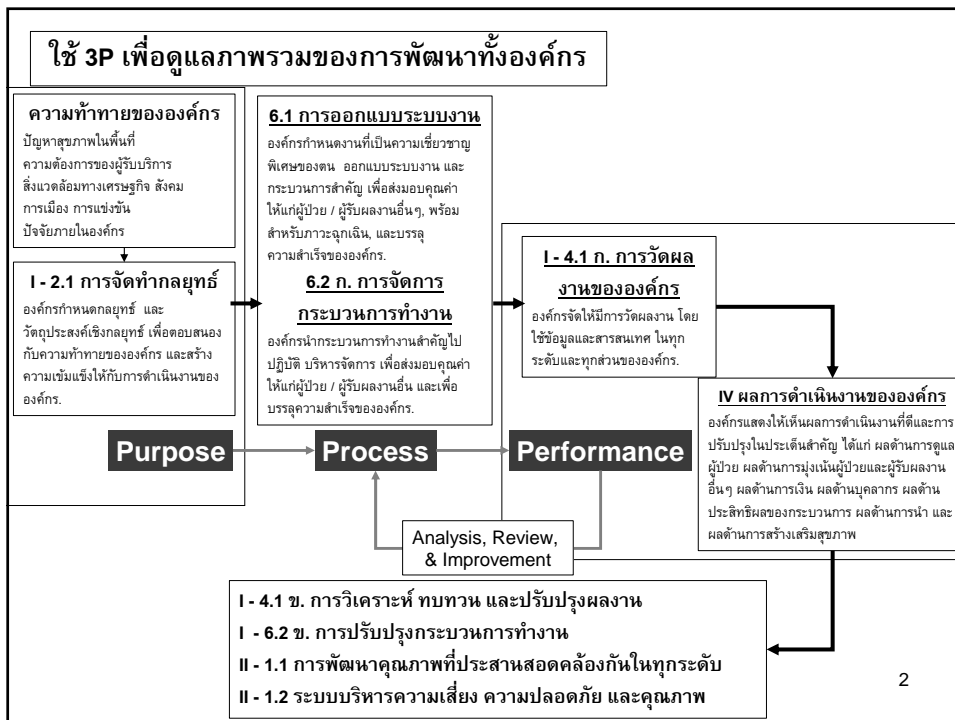 ใช้ 3P เพื่อดูแลภาพรวมของการพัฒนาทั้งองค์กร
ความท้าทายขององค์กร
ปัญหาสุขภาพในพื้นที่
ความต้องการของผู้รับบริการ
สิ่งแวดล้อมทางเศรษฐกิจ สังคม
การเมือง การแข่งขัน
ปัจจัยภายในองค์กร
I - 2.1 การจัดทำกลยุทธ์
องค์กรกำหนดกลยุทธ์ และ
วัตถุประสงค์เชิงกลยุทธ์ เพื่อตอบสนอง
กับความท้าทายขององค์กร และสร้าง
ความเข้มแข็งให้กับการดำเนินงานของ
องค์กร.
6.1 การออกแบบระบบงาน
องค์กรกำหนดงานที่เป็นความเชี่ยวชาญ
พิเศษของตน ออกแบบระบบงาน และ
กระบวนการสำคัญ เพื่อส่งมอบคุณค่า
ให้แก่ผู้ป่วย / ผู้รับผลงานอื่นๆ, พร้อม
สำหรับภาวะฉุกเฉิน, และบรรลุ
ความสำเร็จขององค์กร.
6.2 ก. การจัดการ
กระบวนการทำงาน
องค์กรนำกระบวนการทำงานสำคัญไป
ปฏิบัติ บริหารจัดการ เพื่อส่งมอบคุณค่า
ให้แก่ผู้ป่วย / ผู้รับผลงานอื่น และเพื่อ
บรรลุความสำเร็จขององค์กร.
I - 4.1 ก. การวัดผล
งานขององค์กร
องค์กรจัดให้มีการวัดผลงาน โดย
ใช้ข้อมูลและสารสนเทศ ในทุก
ระดับและทุกส่วนขององค์กร.
IV ผลการดำเนินงานขององค์กร
องค์กรแสดงให้เห็นผลการดำเนินงานที่ดีและการ
ปรับปรุงในประเด็นสำคัญ ได้แก่ ผลด้านการดูแล
ผู้ป่วย ผลด้านการมุ่งเน้นผู้ป่วยและผู้รับผลงาน
อื่นๆ ผลด้านการเงิน ผลด้านบุคลากร ผลด้าน
ประสิทธิผลของกระบวนการ ผลด้านการนำ และ
ผลด้านการสร้างเสริมสุขภาพ
Purpose
Process
Performance
Analysis, Review,
& Improvement
I - 4.1 ข. การวิเคราะห์ ทบทวน และปรับปรุงผลงาน
I - 6.2 ข. การปรับปรุงกระบวนการทำงาน
II - 1.1 การพัฒนาคุณภาพที่ประสานสอดคล้องกันในทุกระดับ
II - 1.2 ระบบบริหารความเสี่ยง ความปลอดภัย และคุณภาพ
2